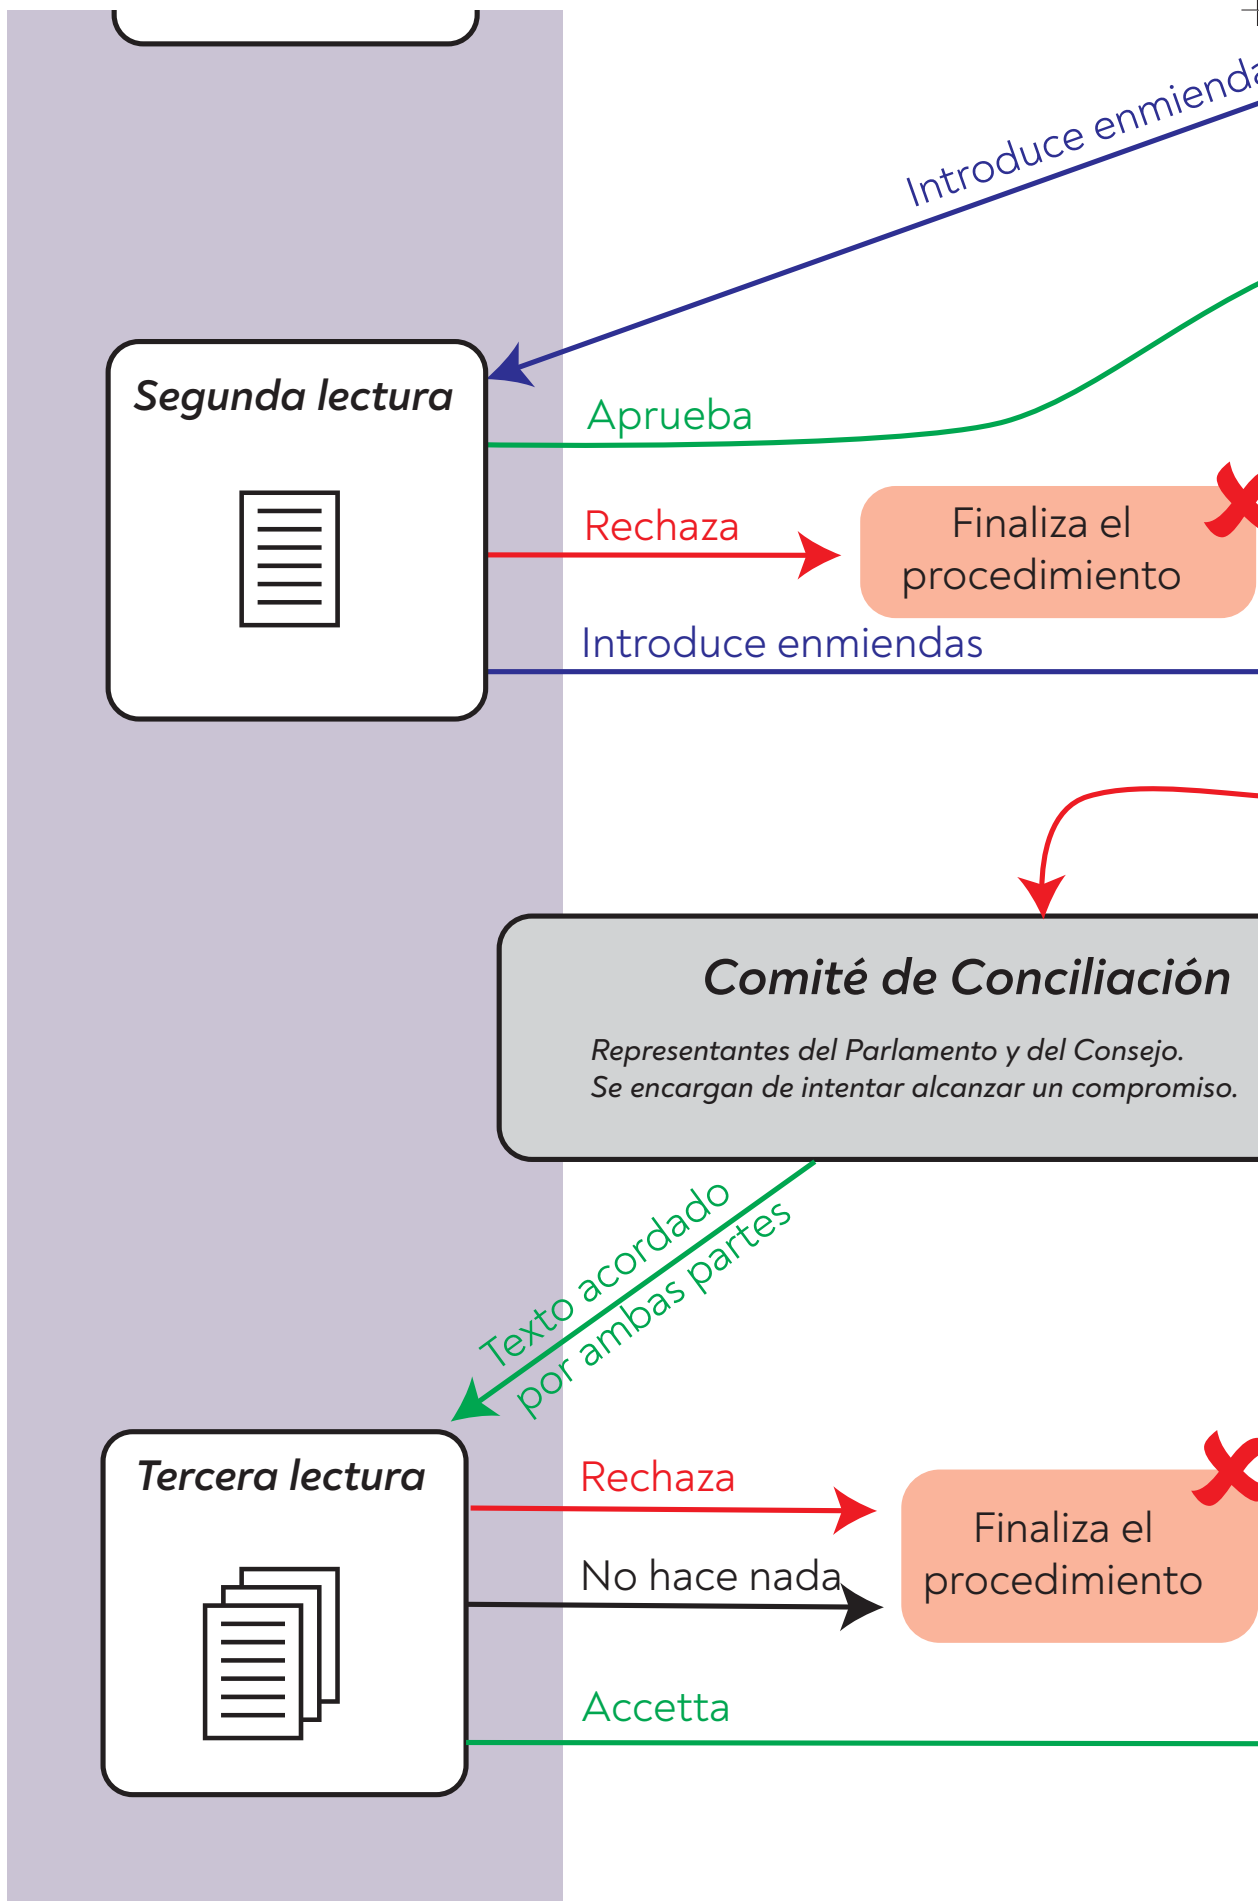 Introduce enmienda
Segunda lectura
Aprueba
Rechaza
Finaliza el
procedimiento
Introduce enmiendas
Comité de Conciliación
Representantes del Parlamento y del Consejo.
Se encargan de intentar alcanzar un compromiso.
Texto acordado
por ambas partes
Tercera lectura
Rechaza
No hace nada
Finaliza el
procedimiento
Accetta